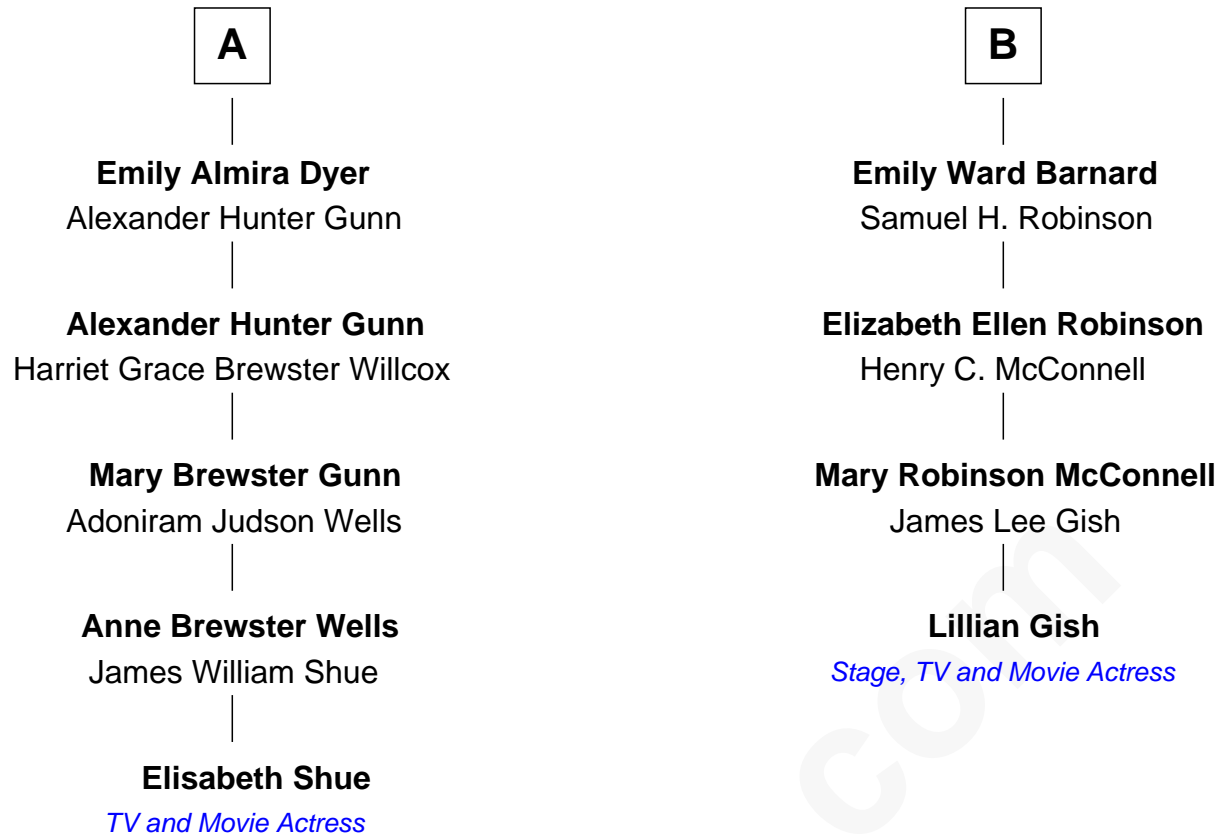 A
Emily Almira Dyer
Alexander Hunter Gunn
Alexander Hunter Gunn
Harriet Grace Brewster Willcox
Mary Brewster Gunn
Adoniram Judson Wells
Anne Brewster Wells
James William Shue
Elisabeth Shue
TV and Movie Actress
B
Emily Ward Barnard
Samuel H. Robinson
Elizabeth Ellen Robinson
Henry C. McConnell
Mary Robinson McConnell
James Lee Gish
Lillian Gish
Stage, TV and Movie Actress
com